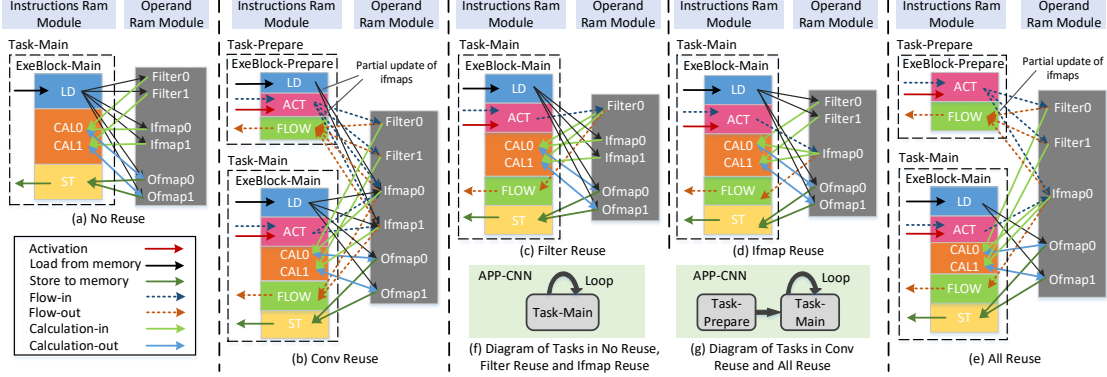 Instructions Ram
Module
Operand
Ram Module
Task-Main
ExeBlock-Main
LD
CAL0
CAL1
ST
Filter0
Filter1
Ifmap0
Ifmap1
Ofmap0
Ofmap1
(a) No Reuse
Activation
Load from memory
Store to memory
Flow-in
Flow-out
Calculation-in
Calculation-out
Instructions Ram
Module
Operand
Ram Module
Task-Prepare
ExeBlock-Prepare
LD
ACT
FLOW
Partial update of
ifmaps
Task-Main
ExeBlock-Main
LD
ACT
CAL0
CAL1
FLOW
ST
Filter0
Filter1
Ifmap0
Ifmap1
Ofmap0
Ofmap1
(b) Conv Reuse
Instructions Ram
Module
Operand
Ram Module
Task-Main
ExeBlock-Main
LD
ACT
CAL0
CAL1
FLOW
ST
Filter0
Ifmap0
Ifmap1
Ofmap0
Ofmap1
(c) Filter Reuse
APP-CNN
Loop
Task-Main
(f) Diagram of Tasks in No Reuse,
Filter Reuse and Ifmap Reuse
Instructions Ram
Module
Operand
Ram Module
Task-Main
ExeBlock-Main
LD
ACT
CAL0
CAL1
FLOW
ST
Filter0
Filter1
Ifmap0
Ofmap0
Ofmap1
(d) Ifmap Reuse
APP-CNN
Loop
Task-
Prepare
Task-
Main
(g) Diagram of Tasks in Conv
Reuse and All Reuse
Instructions Ram
Module
Operand
Ram Module
Task-Prepare
ExeBlock-Prepare
ACT
FLOW
Partial update of
ifmaps
Task-Main
ExeBlock-Main
LD
ACT
CAL0
CAL1
FLOW
ST
Filter0
Filter1
Ifmap0
Ofmap0
Ofmap1
(e) All Reuse